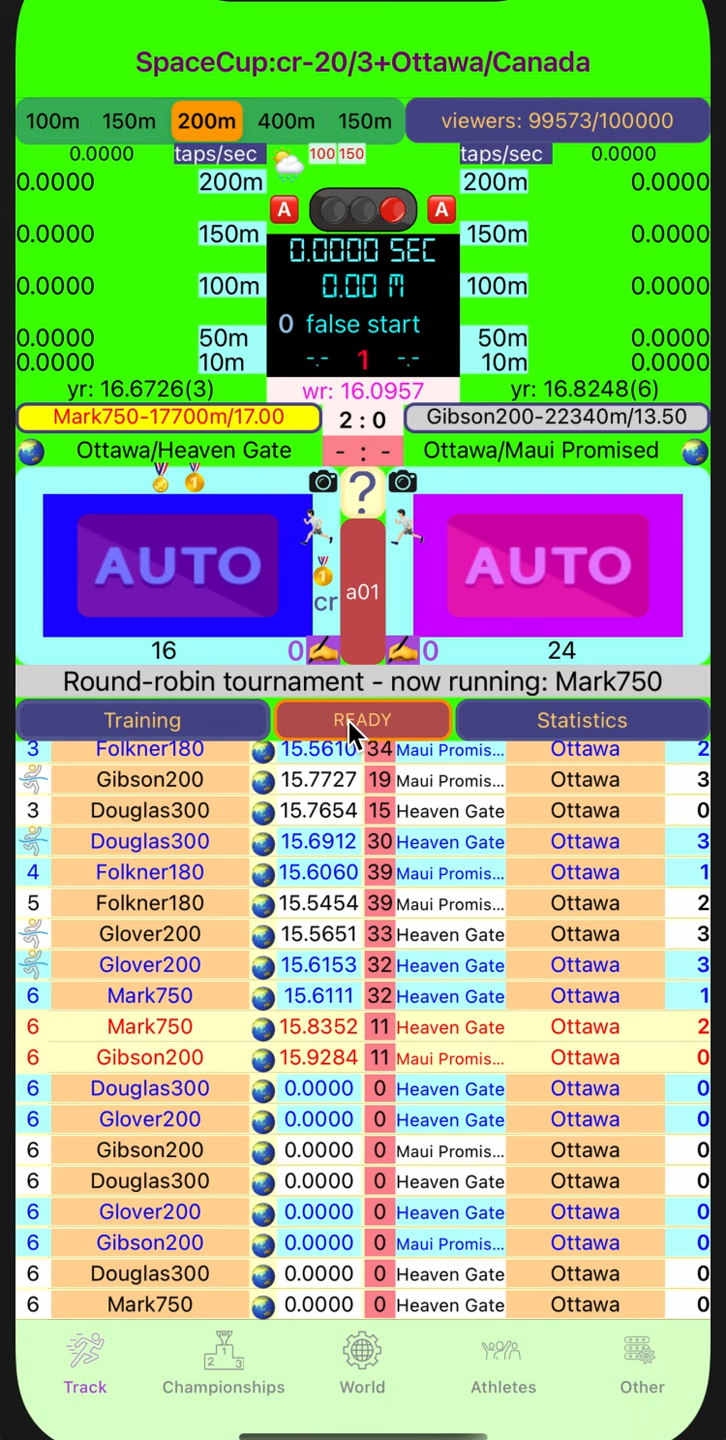 SpaceCup:cr-20/3+Ottawa/Canada
100m 150m 200m 400m 150m viewers: 99573/100000
0.0000 taps/sec 100 150 taps/sec 0.0000
0.0000 200m 200m 0.0000
A A
0.0000 150m 150m 0.0000
0.0000 SEC
0.0000 100m 0.00 M 100m 0.0000
0 false start
0.0000 50m 50m 0.0000
0.0000 10m -.- 1 -.- 10m 0.0000
yr: 16.6726(3) wr: 16.0957 yr: 16.8248(6)
Mark750-17700m/17.00 2 : 0 Gibson200-22340m/13.50
Ottawa/Heaven Gate - : - Ottawa/Maui Promised
?
AUTO AUTO
cr a01
16 0 0 24
Round-robin tournament - now running: Mark750
Training READY Statistics
3 Folkner180 15.5610 34 Maui Promis... Ottawa 2
Gibson200 15.7727 19 Maui Promis... Ottawa 3
3 Douglas300 15.7654 15 Heaven Gate Ottawa 0
Douglas300 15.6912 30 Heaven Gate Ottawa 3
4 Folkner180 15.6060 39 Maui Promis... Ottawa 1
5 Folkner180 15.5454 39 Maui Promis... Ottawa 2
Glover200 15.5651 33 Heaven Gate Ottawa 3
Glover200 15.6153 32 Heaven Gate Ottawa 3
6 Mark750 15.6111 32 Heaven Gate Ottawa 1
6 Mark750 15.8352 11 Heaven Gate Ottawa 2
6 Gibson200 15.9284 11 Maui Promis... Ottawa 0
6 Douglas300 0.0000 0 Heaven Gate Ottawa 0
6 Glover200 0.0000 0 Heaven Gate Ottawa 0
6 Gibson200 0.0000 0 Maui Promis... Ottawa 0
6 Douglas300 0.0000 0 Heaven Gate Ottawa 0
6 Glover200 0.0000 0 Heaven Gate Ottawa 0
6 Gibson200 0.0000 0 Maui Promis... Ottawa 0
6 Douglas300 0.0000 0 Heaven Gate Ottawa 0
6 Mark750 0.0000 0 Heaven Gate Ottawa 0
Track Championships World Athletes Other